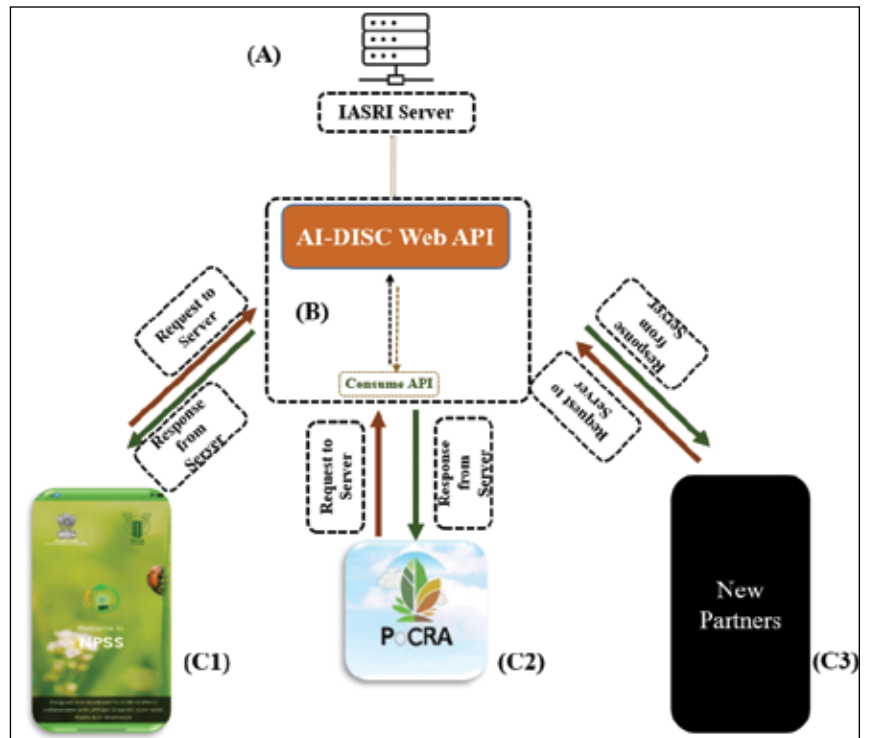 (A)
IASRI Server
AI-DISC Web API
(B)
Consume API
Request to
Server
Response
from
Server
Request to
Server
Response
from
Server
Response
from
Server
Request to
Server
Welcome to
NPSS
(C1)
PoCRA
(C2)
New
Partners
(C3)